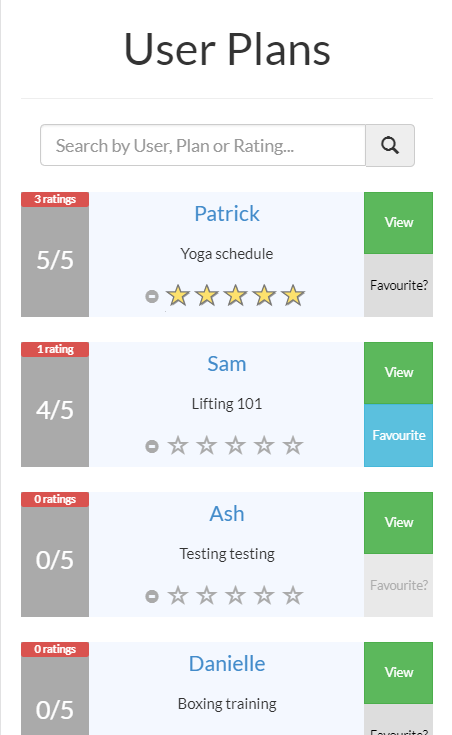 User Plans
Search by User, Plan or Rating...
3 ratings
Patrick
View
5/5
Yoga schedule
Favourite?
1 rating
Sam
View
4/5
Lifting 101
Favourite
0 ratings
Ash
View
0/5
Testing testing
Favourite?
0 ratings
Danielle
View
0/5
Boxing training
Favourite?